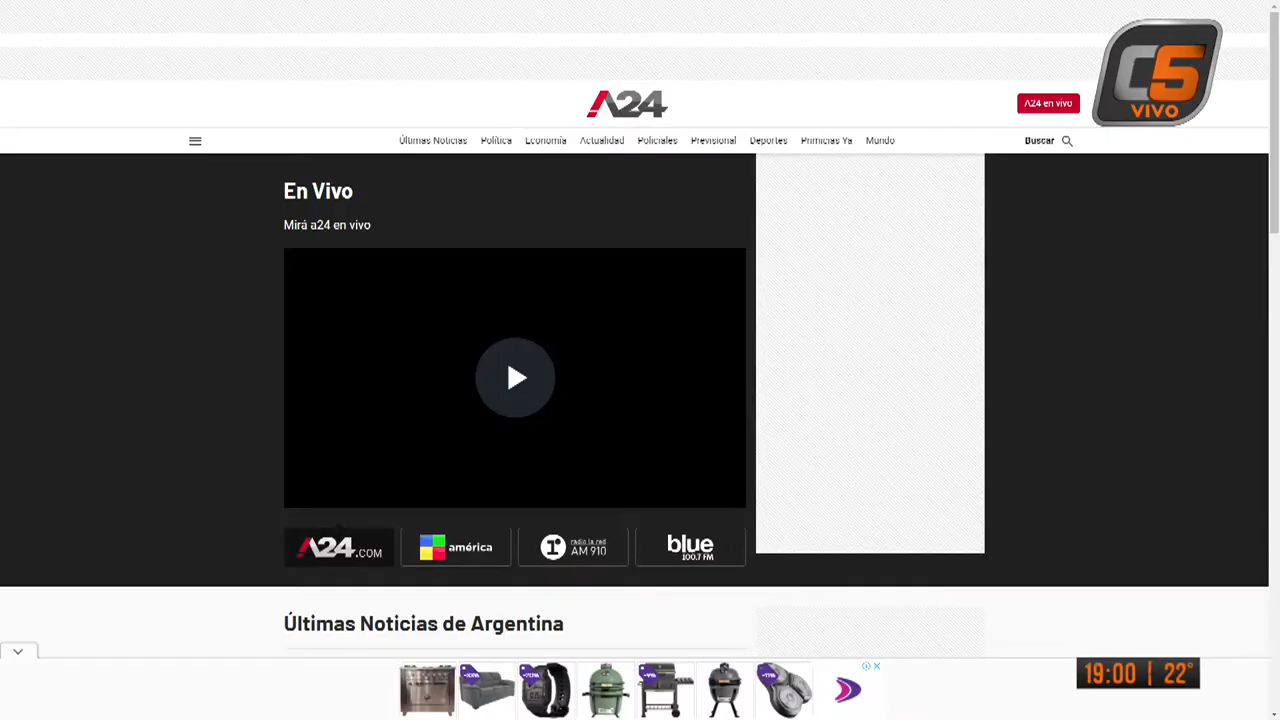 C5
VIVO
A24
A24 en vivo
Últimas Noticias Política Economía Actualidad Policiales Previsional Deportes Primicias Ya Mundo
Buscar
En Vivo
Mirá a24 en vivo
A24.COM
américa
r radio la red
AM 910
blue
100.7 FM
Últimas Noticias de Argentina
19:00 | 22°